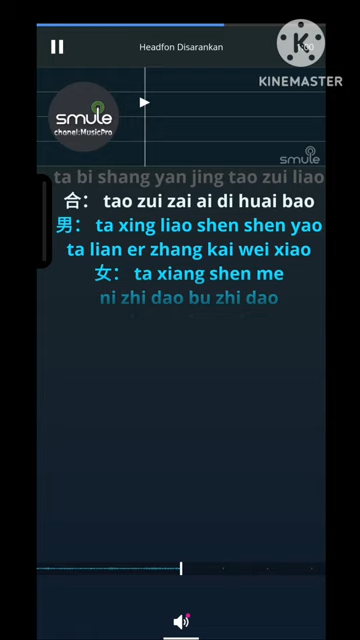 Headfon Disarankan
KINEMASTER
smule
chanel:MusicPro
smule
ta bi shang yan jing tao zui liao
合: tao zui zai ai di huai bao
男: ta xing liao shen shen yao
ta lian er zhang kai wei xiao
女: ta xiang shen me
ni zhi dao bu zhi dao